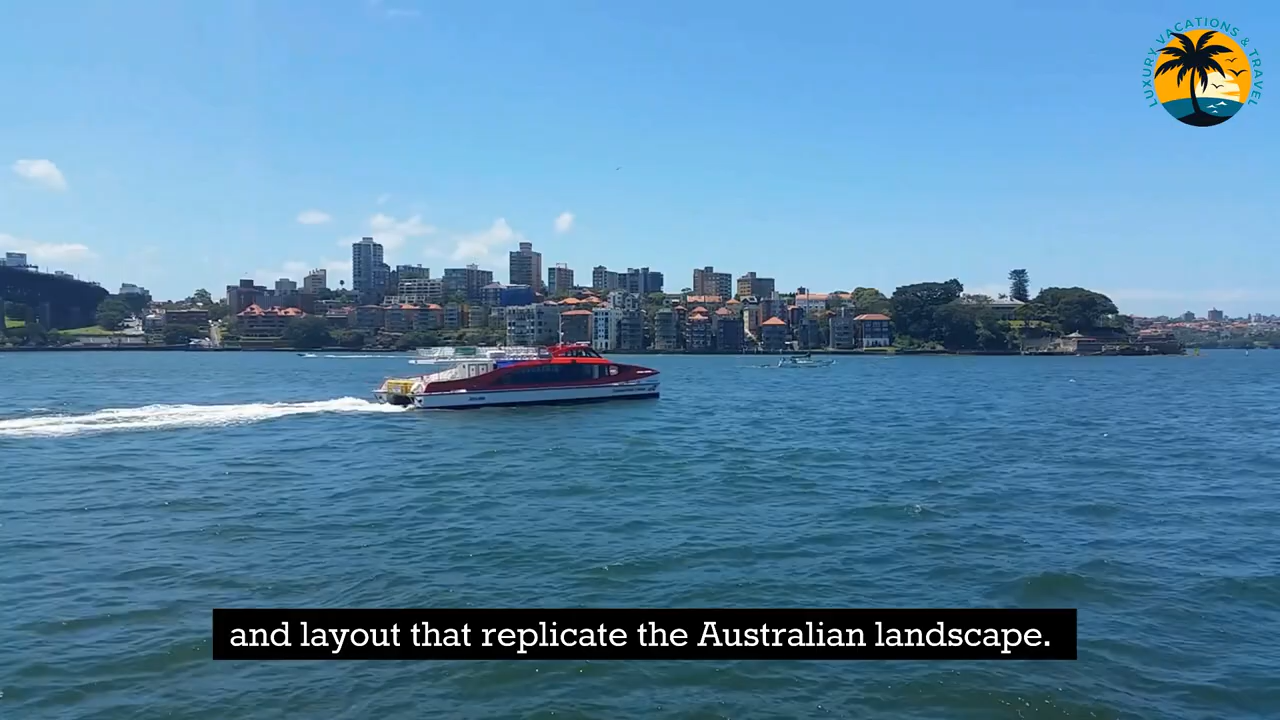 LUXURY VACATIONS & TRAVEL
and layout that replicate the Australian landscape.